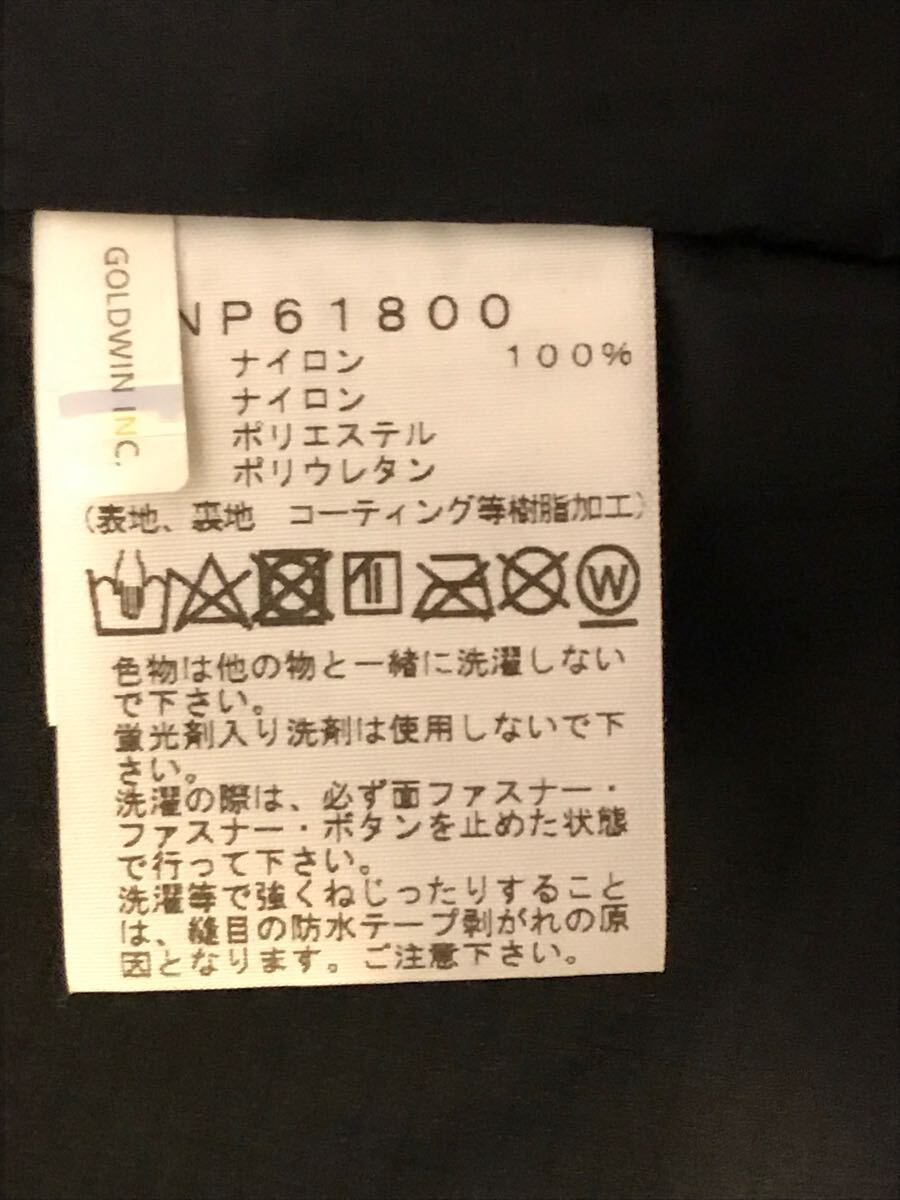 GOLDWIN INC.
NP61800
ナイロン 100%
ナイロン
ポリエステル
ポリウレタン
(表地、裏地 コーティング等樹脂加工)
W
色物は他の物と一緒に洗濯しない
で下さい。
蛍光剤入り洗剤は使用しないで下
さい。
洗濯の際は、必ず面ファスナー・
ファスナー・ボタンを止めた状態
で行って下さい。
洗濯等で強くねじったりすること
は、縫目の防水テープ剥がれの原
因となります。ご注意下さい。